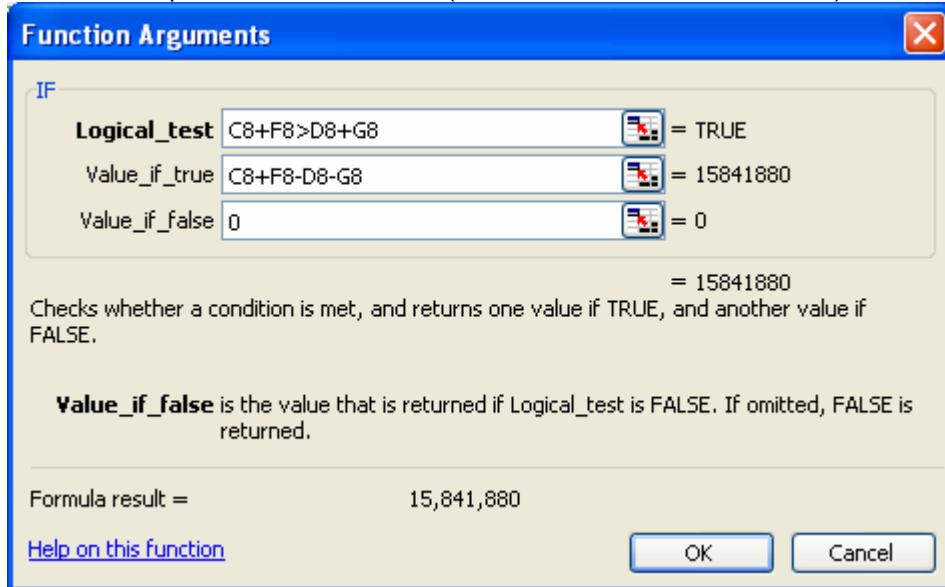 Function Arguments
IF
Logical_test C8+F8>D8+G8 = TRUE
Value_if_true C8+F8-D8-G8 = 15841880
Value_if_false 0 = 0
= 15841880
Checks whether a condition is met, and returns one value if TRUE, and another value if
FALSE.
Value_if_false is the value that is returned if Logical_test is FALSE. If omitted, FALSE is
returned.
Formula result = 15,841,880
Help on this function OK Cancel